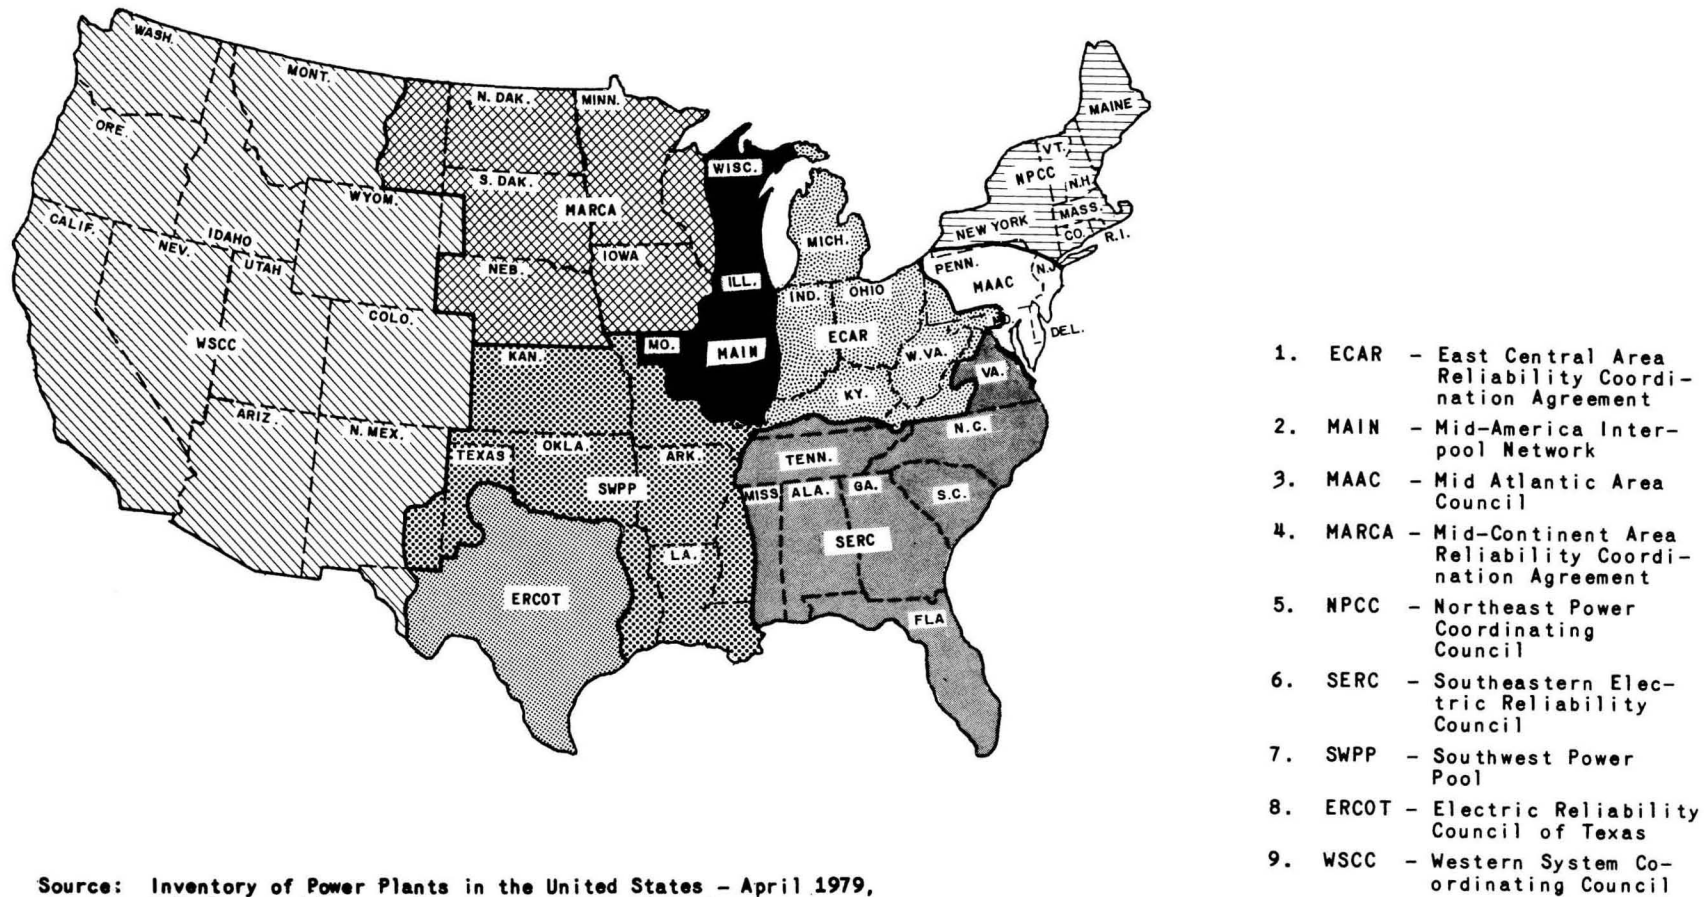 WASH.
MONT.
N. DAK.
MINN.
ORE.
MAINE
VT.
WISC.
S. DAK.
NPCC
N.H.
WYOM.
MARCA
MASS.
CALIF.
NEW YORK
CO.
R.I.
IDAHO
NEV.
MICH.
UTAH
NEB.
IOWA
PENN.
N.J.
MAAC
ILL.
IND.
OHIO
COLO.
DEL.
WSCC
ECAR
MO.
MAIN
W.VA.
KAN.
VA.
KY.
ARIZ.
N.MEX.
N.C.
OKLA.
TEXAS
ARK.
TENN.
SWPP
MISS
ALA.
GA.
S.C.
SERC
LA.
ERCOT
FLA
1. ECAR – East Central Area
Reliability Coordi–
nation Agreement
2. MAIN – Mid–America Inter–
pool Network
3. MAAC – Mid Atlantic Area
Council
4. MARCA – Mid–Continent Area
Reliability Coordi–
nation Agreement
5. NPCC – Northeast Power
Coordinating
Council
6. SERC – Southeastern Elec–
tric Reliability
Council
7. SWPP – Southwest Power
Pool
8. ERCOT – Electric Reliability
Council of Texas
9. WSCC – Western System Co–
ordinating Council
Source: Inventory of Power Plants in the United States – April 1979,